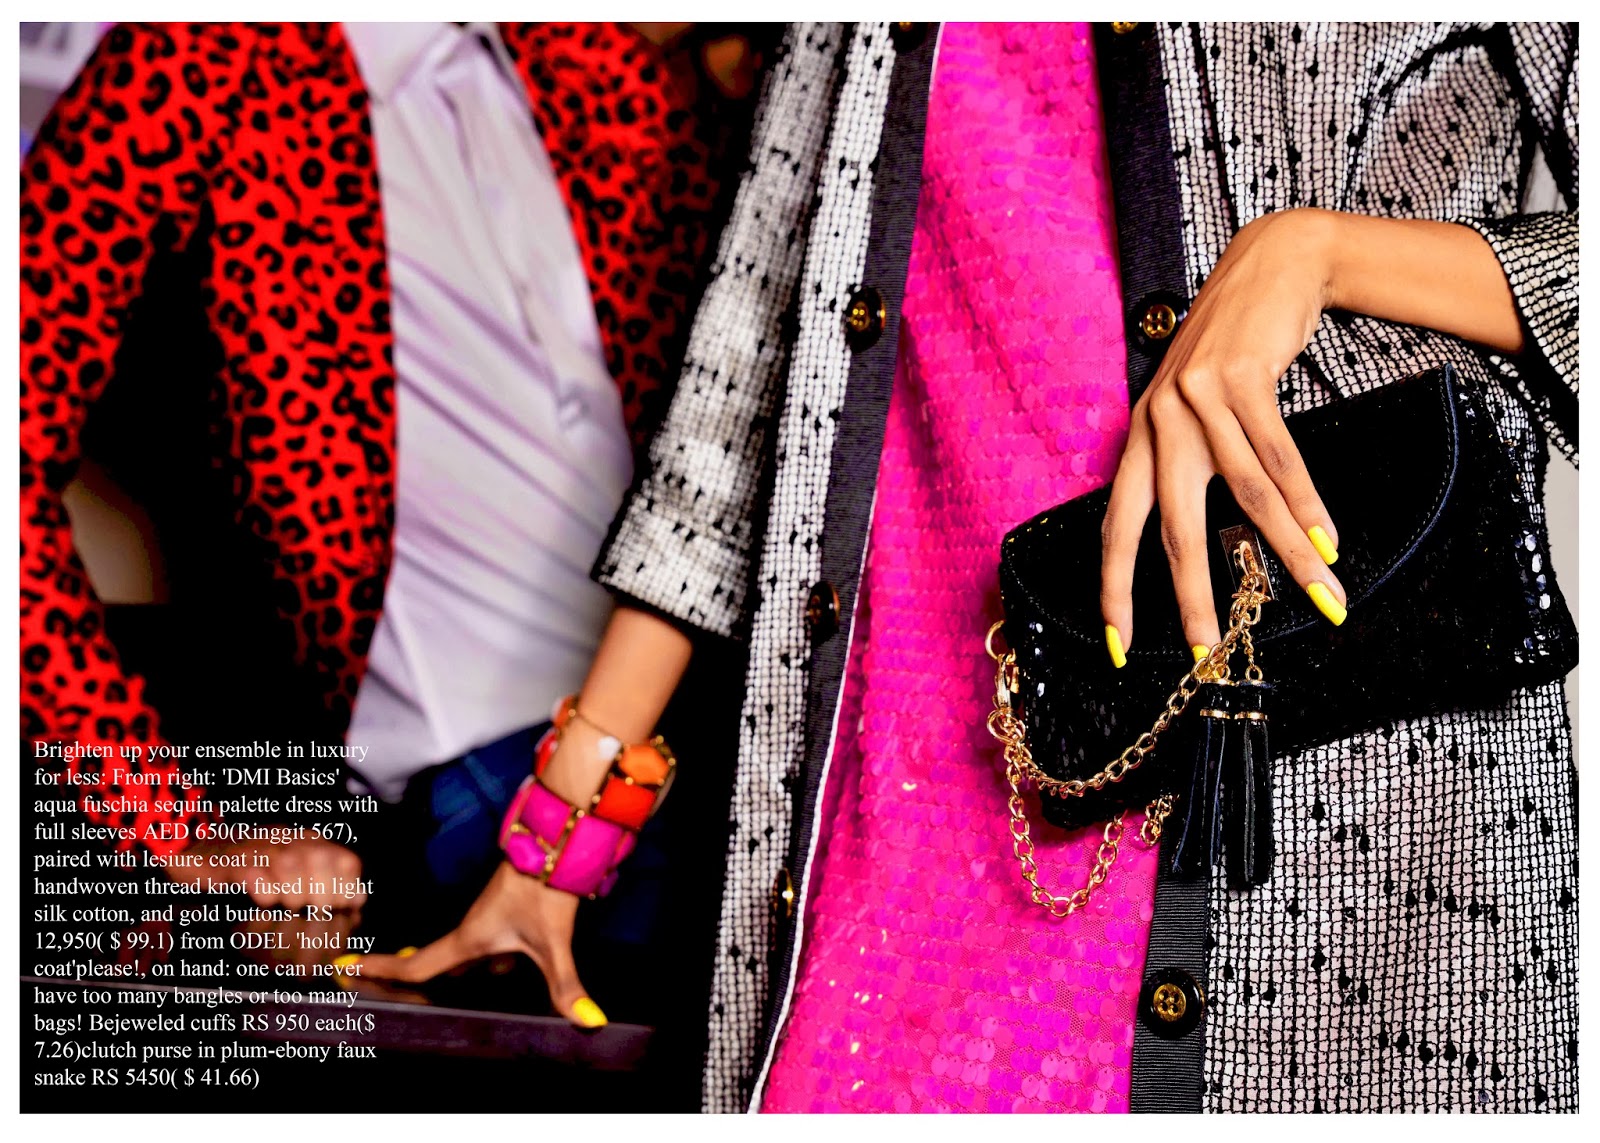 Brighten up your ensemble in luxury
for less: From right: 'DMI Basics'
aqua fuschia sequin palette dress with
full sleeves AED 650(Ringgit 567),
paired with lesiure coat in
handwoven thread knot fused in light
silk cotton, and gold buttons- RS
12,950( $ 99.1) from ODEL 'hold my
coat'please!, on hand: one can never
have too many bangles or too many
bags! Bejeweled cuffs RS 950 each($
7.26)clutch purse in plum-ebony faux
snake RS 5450( $ 41.66)